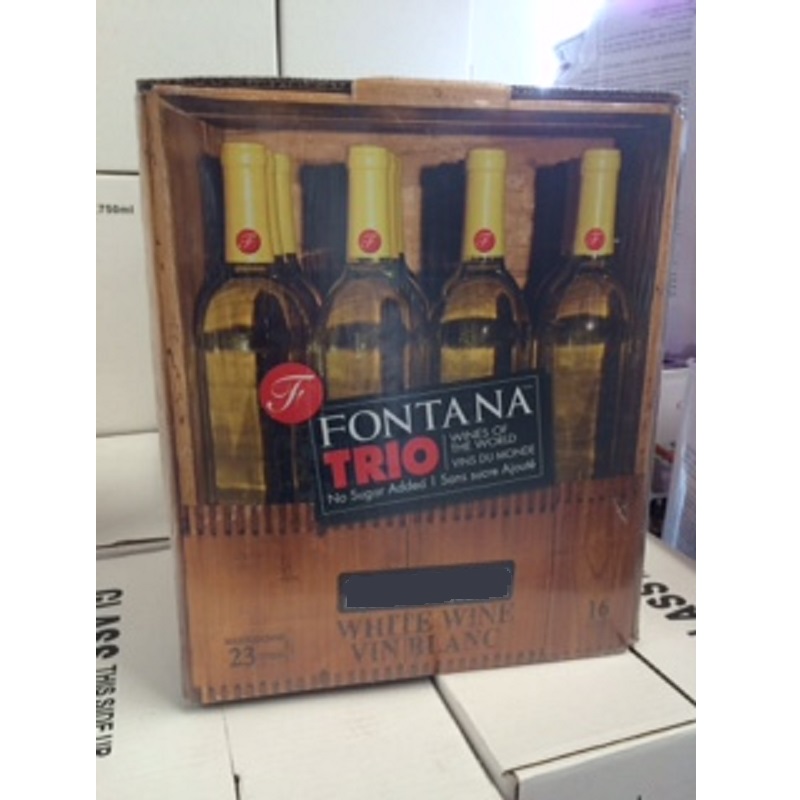 750ml
F
F
F
F
F
FONTANA
TRIO
WINES OF
THE WORLD
VINS DU MONDE
No Sugar Added | Sans sucre Ajouté
WHITE WINE
VIN BLANC
23
16
GLASS THIS SIDE UP